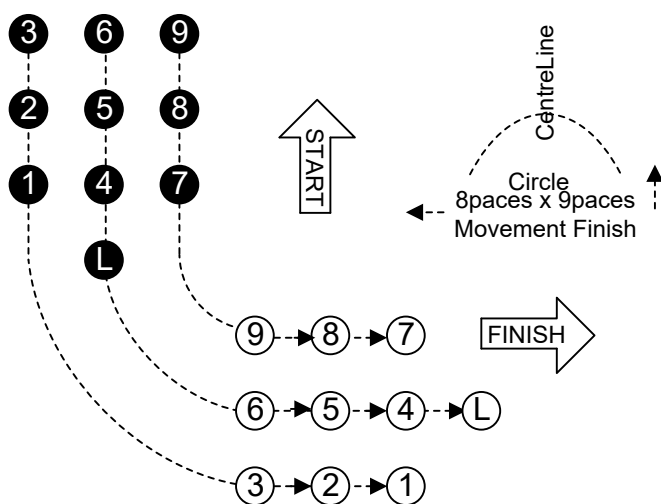 3 6 9
2 5 8
1 4 7
L
START
CentreLine
Circle
8paces x 9paces
Movement Finish
9 8 7
FINISH
6 5 4 L
3 2 1